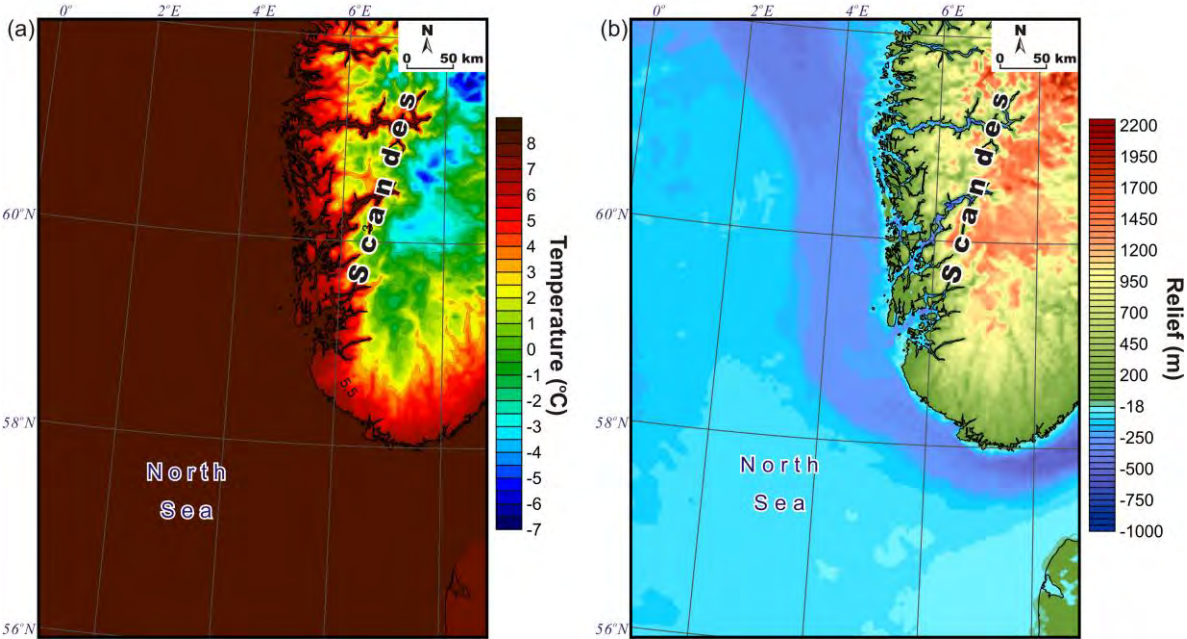 (a)
0°
2°E
4°E
6°E
N
0 50 km
60°N
58°N
56°N
Scandes
5.5
North
Sea
8
7
6
5
4
3
2
1
0
-1
-2
-3
-4
-5
-6
-7
Temperature (°C)
(b)
0°
2°E
4°E
6°E
N
0 50 km
60°N
58°N
56°N
Scandes
North
Sea
2200
1950
1700
1450
1200
950
700
450
200
-18
-250
-500
-750
-1000
Relief (m)